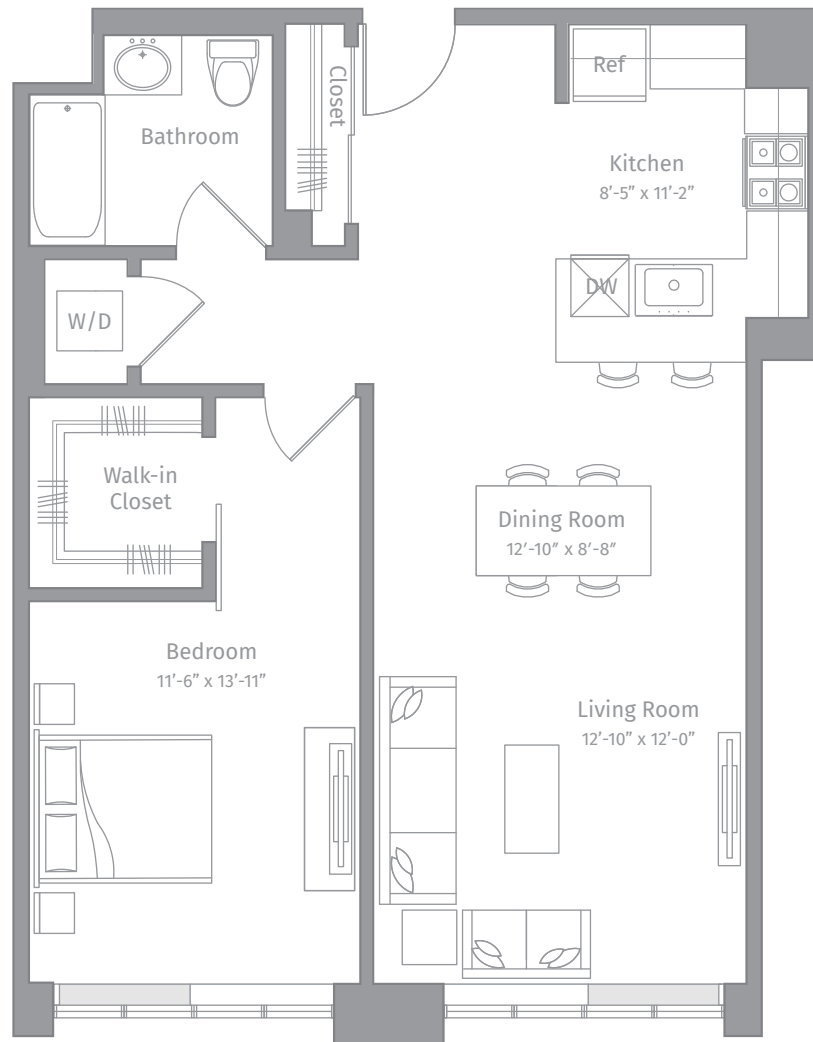 Ref
Closet
Bathroom
Kitchen
8’-5” x 11’-2”
DW
W/D
Walk-in
Closet
Dining Room
12’-10” x 8’-8”
Bedroom
11’-6” x 13’-11”
Living Room
12’-10” x 12’-0”